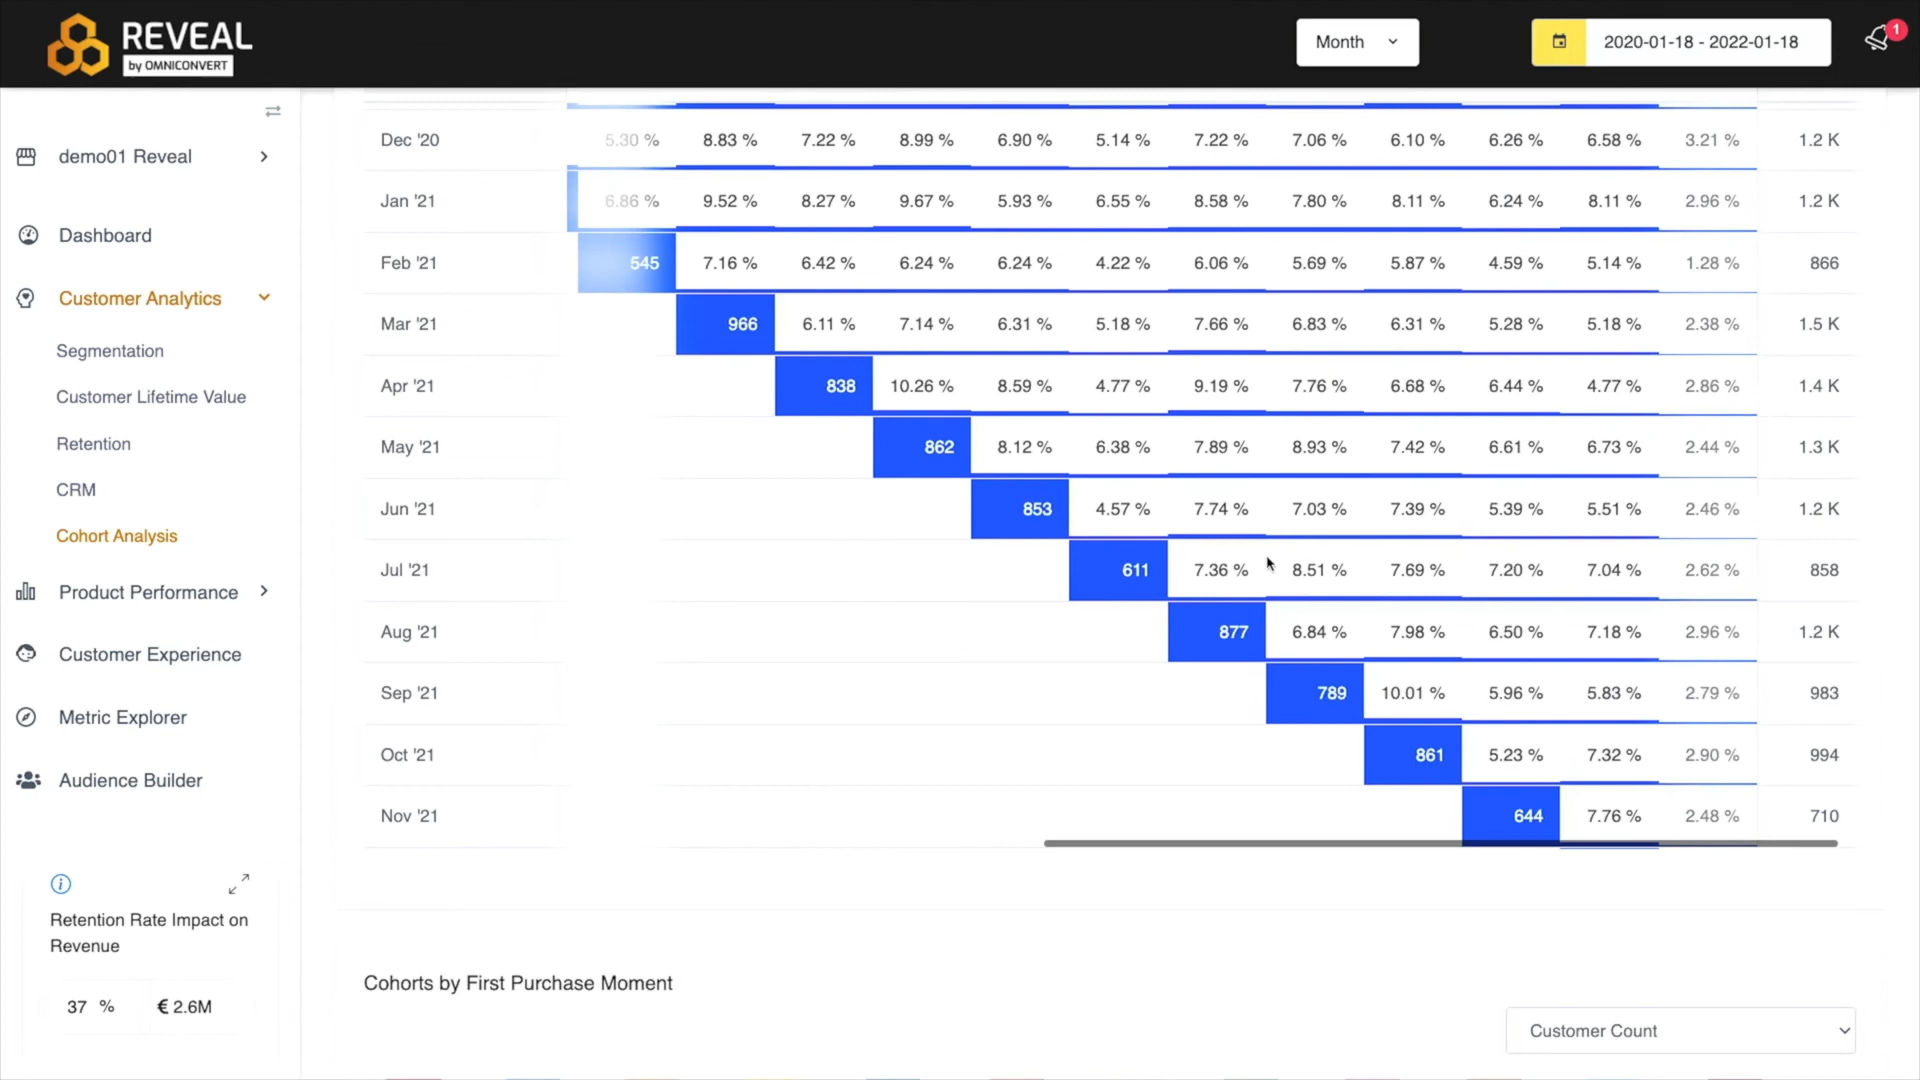 REVEAL
by OMNICONVERT
Month
2020-01-18 - 2022-01-18
1
demo01 Reveal
Dashboard
Customer Analytics
Segmentation
Customer Lifetime Value
Retention
CRM
Cohort Analysis
Product Performance
Customer Experience
Metric Explorer
Audience Builder
Retention Rate Impact on
Revenue
37 % € 2.6M
Dec '20 5.30 % 8.83 % 7.22 % 8.99 % 6.90 % 5.14 % 7.22 % 7.06 % 6.10 % 6.26 % 6.58 % 3.21 % 1.2 K
Jan '21 6.86 % 9.52 % 8.27 % 9.67 % 5.93 % 6.55 % 8.58 % 7.80 % 8.11 % 6.24 % 8.11 % 2.96 % 1.2 K
Feb '21 545 7.16 % 6.42 % 6.24 % 6.24 % 4.22 % 6.06 % 5.69 % 5.87 % 4.59 % 5.14 % 1.28 % 866
Mar '21 966 6.11 % 7.14 % 6.31 % 5.18 % 7.66 % 6.83 % 6.31 % 5.28 % 5.18 % 2.38 % 1.5 K
Apr '21 838 10.26 % 8.59 % 4.77 % 9.19 % 7.76 % 6.68 % 6.44 % 4.77 % 2.86 % 1.4 K
May '21 862 8.12 % 6.38 % 7.89 % 8.93 % 7.42 % 6.61 % 6.73 % 2.44 % 1.3 K
Jun '21 853 4.57 % 7.74 % 7.03 % 7.39 % 5.39 % 5.51 % 2.46 % 1.2 K
Jul '21 611 7.36 % 8.51 % 7.69 % 7.20 % 7.04 % 2.62 % 858
Aug '21 877 6.84 % 7.98 % 6.50 % 7.18 % 2.96 % 1.2 K
Sep '21 789 10.01 % 5.96 % 5.83 % 2.79 % 983
Oct '21 861 5.23 % 7.32 % 2.90 % 994
Nov '21 644 7.76 % 2.48 % 710
Cohorts by First Purchase Moment
Customer Count